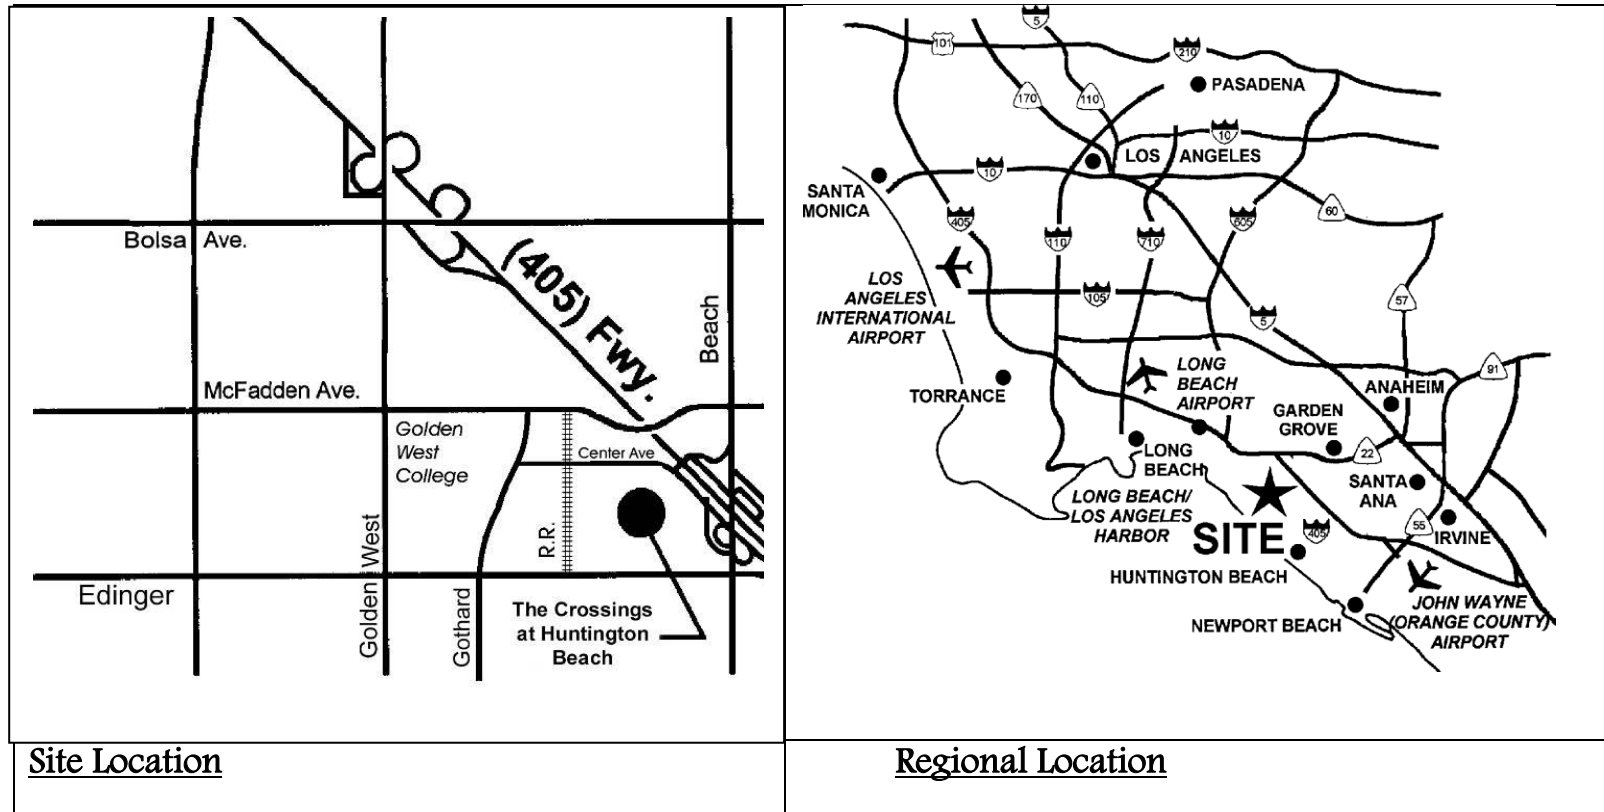 Bolsa Ave.
(405) Fwy.
Beach
McFadden Ave.
Golden
West
College
Center Ave
R.R.
Golden West
Gothard
Edinger
The Crossings
at Huntington
Beach
Site Location
5
101
210
170
110
PASADENA
10
LOS ANGELES
10
SANTA
MONICA
405
110
710
605
60
LOS
ANGELES
INTERNATIONAL
AIRPORT
105
5
57
TORRANCE
LONG
BEACH
AIRPORT
91
ANAHEIM
GARDEN
GROVE
22
LONG
BEACH
SANTA
ANA
LONG BEACH/
LOS ANGELES
HARBOR
SITE
405
55
IRVINE
HUNTINGTON BEACH
NEWPORT BEACH
JOHN WAYNE
(ORANGE COUNTY)
AIRPORT
Regional Location